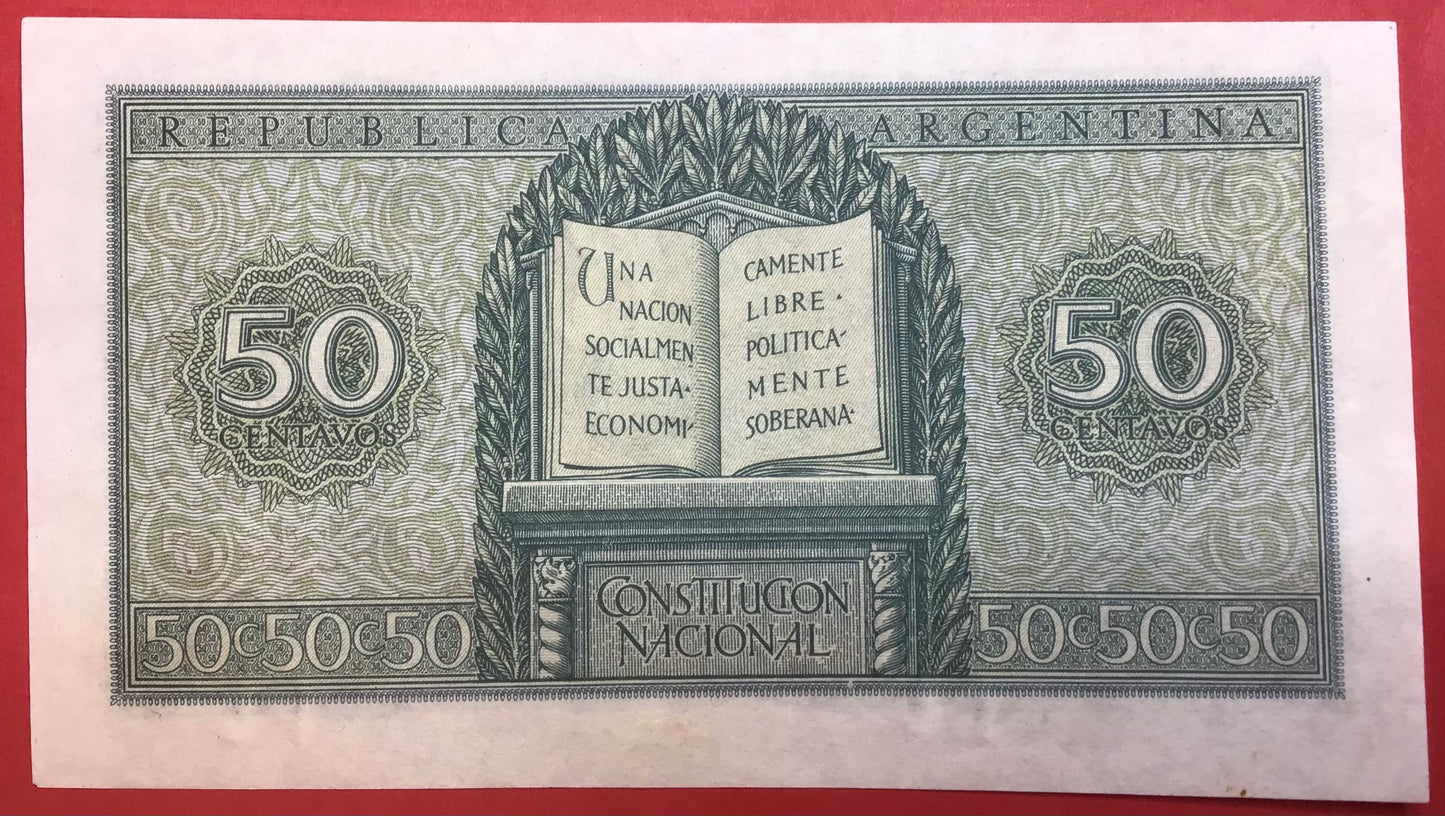 REPUBLICA ARGENTINA
UNA
NACION
SOCIALMEN
TE JUSTA·
ECONOMI-
CAMENTE
LIBRE·
POLITICA-
MENTE
SOBERANA·
50
CENTAVOS
50
CENTAVOS
CONSTITUCION
NACIONAL
50C50C50
50C50C50